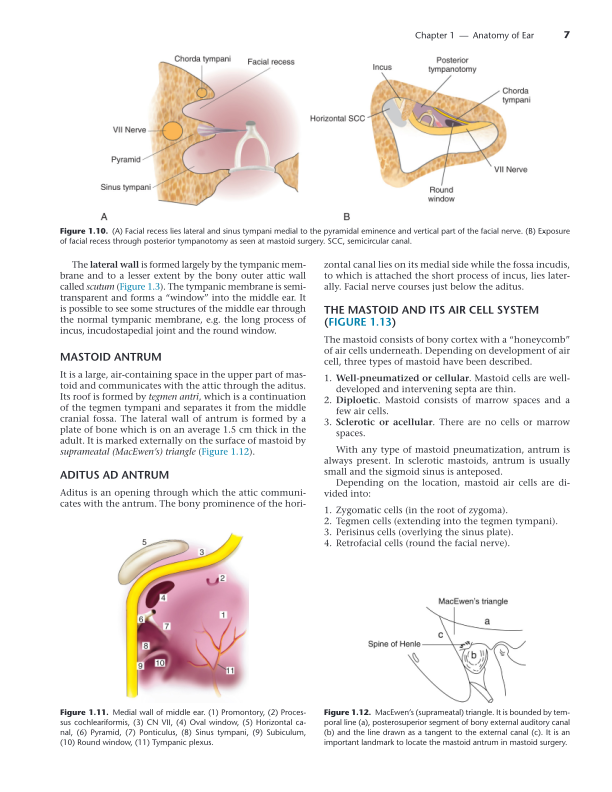 Chapter 1 — Anatomy of Ear 7
Chorda tympani
Facial recess
VII Nerve
Pyramid
Sinus tympani
A
Incus
Posterior
tympanotomy
Chorda
tympani
Horizontal SCC
VII Nerve
Round
window
B
Figure 1.10. (A) Facial recess lies lateral and sinus tympani medial to the pyramidal eminence and vertical part of the facial nerve. (B) Exposure
of facial recess through posterior tympanotomy as seen at mastoid surgery. SCC, semicircular canal.
The lateral wall is formed largely by the tympanic mem-
brane and to a lesser extent by the bony outer attic wall
called scutum (Figure 1.3). The tympanic membrane is semi-
transparent and forms a “window” into the middle ear. It
is possible to see some structures of the middle ear through
the normal tympanic membrane, e.g. the long process of
incus, incudostapedial joint and the round window.
MASTOID ANTRUM
It is a large, air-containing space in the upper part of mas-
toid and communicates with the attic through the aditus.
Its roof is formed by tegmen antri, which is a continuation
of the tegmen tympani and separates it from the middle
cranial fossa. The lateral wall of antrum is formed by a
plate of bone which is on an average 1.5 cm thick in the
adult. It is marked externally on the surface of mastoid by
suprameatal (MacEwen’s) triangle (Figure 1.12).
ADITUS AD ANTRUM
Aditus is an opening through which the attic communi-
cates with the antrum. The bony prominence of the hori-
zontal canal lies on its medial side while the fossa incudis,
to which is attached the short process of incus, lies later-
ally. Facial nerve courses just below the aditus.
THE MASTOID AND ITS AIR CELL SYSTEM
(FIGURE 1.13)
The mastoid consists of bony cortex with a “honeycomb”
of air cells underneath. Depending on development of air
cell, three types of mastoid have been described.
1. Well-pneumatized or cellular. Mastoid cells are well-
developed and intervening septa are thin.
2. Diploetic. Mastoid consists of marrow spaces and a
few air cells.
3. Sclerotic or acellular. There are no cells or marrow
spaces.
With any type of mastoid pneumatization, antrum is
always present. In sclerotic mastoids, antrum is usually
small and the sigmoid sinus is anteposed.
Depending on the location, mastoid air cells are di-
vided into:
1. Zygomatic cells (in the root of zygoma).
2. Tegmen cells (extending into the tegmen tympani).
3. Perisinus cells (overlying the sinus plate).
4. Retrofacial cells (round the facial nerve).
5
3
2
4
1
6
7
8
9
10
11
Figure 1.11. Medial wall of middle ear. (1) Promontory, (2) Proces-
sus cochleariformis, (3) CN VII, (4) Oval window, (5) Horizontal ca-
nal, (6) Pyramid, (7) Ponticulus, (8) Sinus tympani, (9) Subiculum,
(10) Round window, (11) Tympanic plexus.
MacEwen’s triangle
a
c
Spine of Henle
b
Figure 1.12. MacEwen’s (suprameatal) triangle. It is bounded by tem-
poral line (a), posterosuperior segment of bony external auditory canal
(b) and the line drawn as a tangent to the external canal (c). It is an
important landmark to locate the mastoid antrum in mastoid surgery.